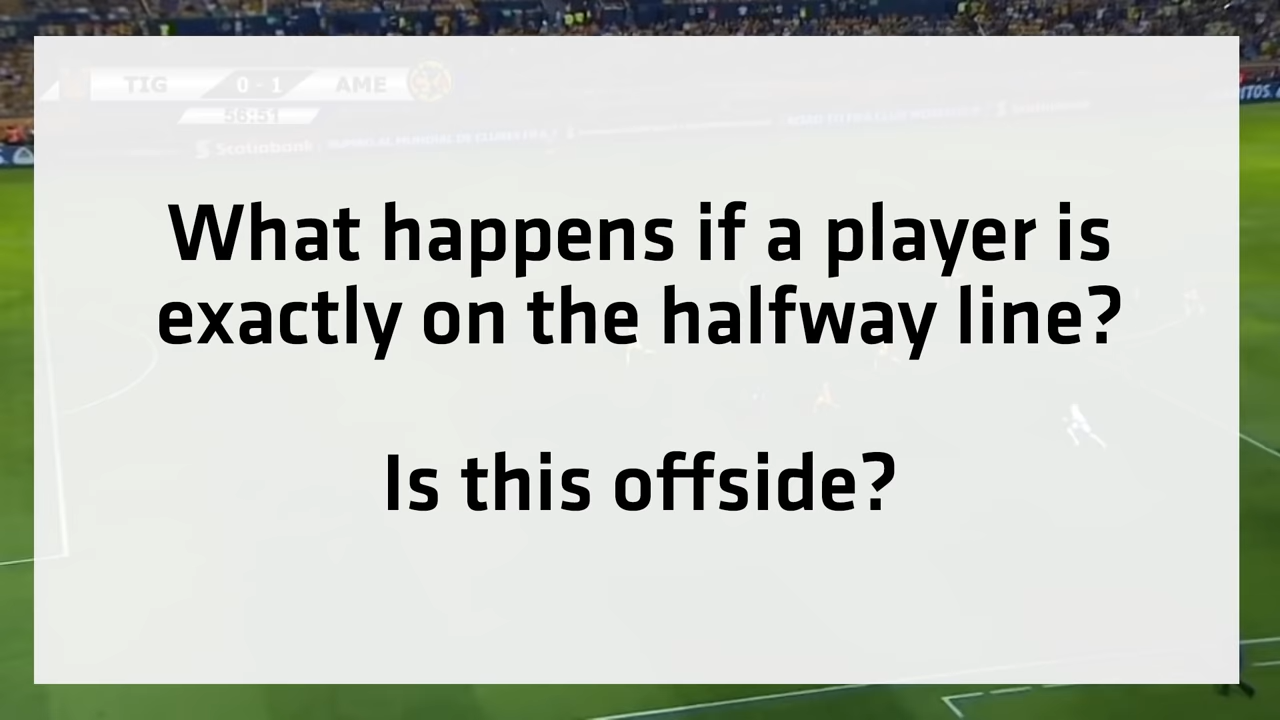 TIG 0 - 1 AME
56:51
Scotiabank
What happens if a player is
exactly on the halfway line?
Is this offside?